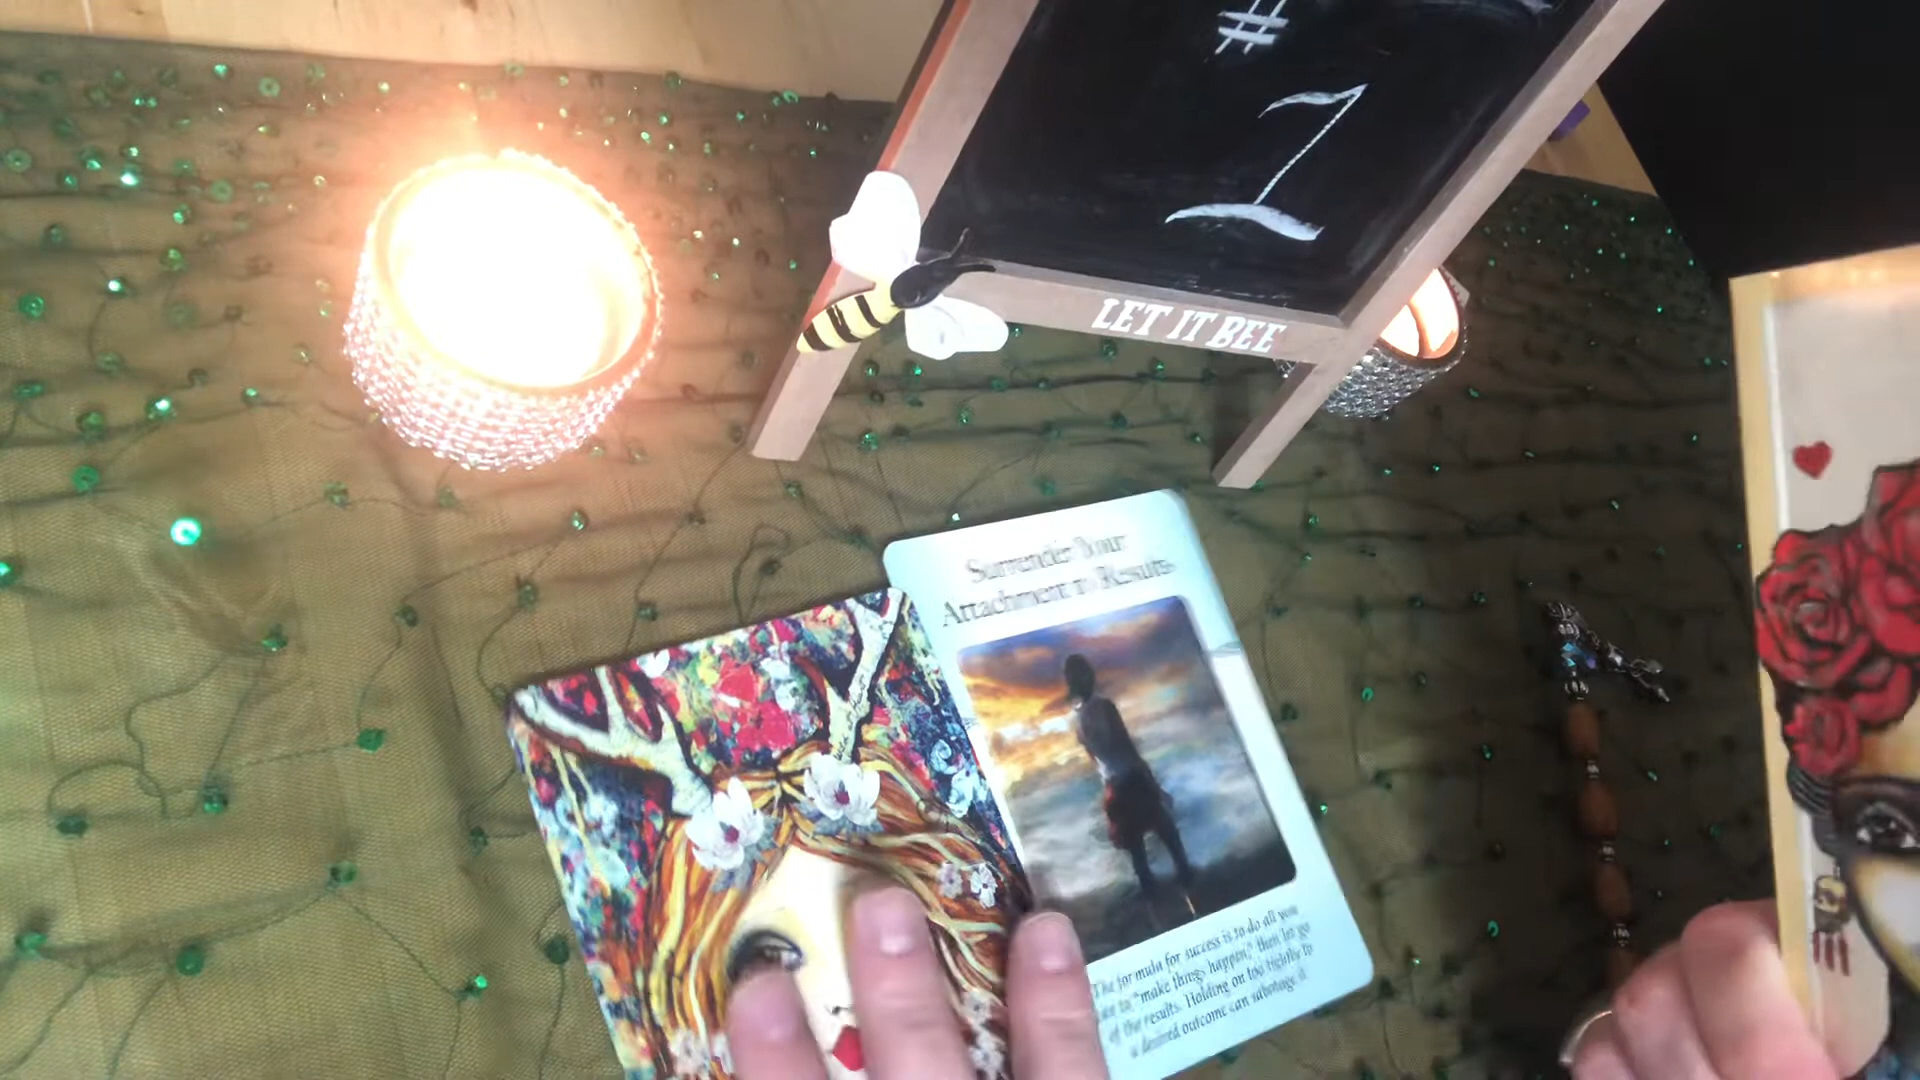 #
1
LET IT BEE
Surrender Your
Attachment to Results
The formula for success is to do all you
can to "make things happen," then let go
of the results. Holding on too tightly to
a desired outcome can sabotage it